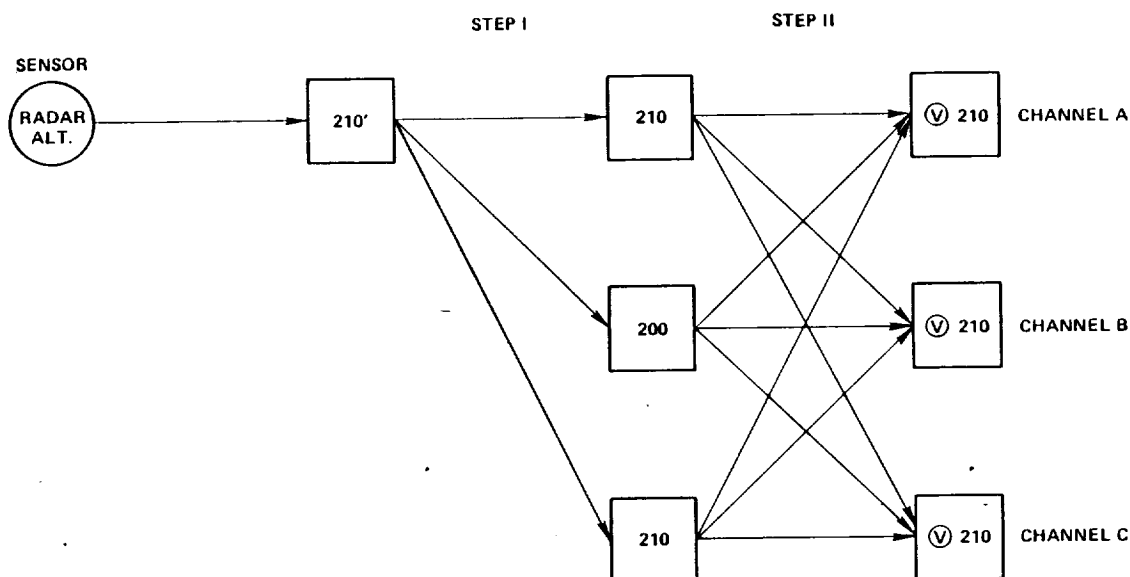 STEP I
STEP II
SENSOR
RADAR
ALT.
210'
210
Ⓥ 210
CHANNEL A
200
Ⓥ 210
CHANNEL B
210
Ⓥ 210
CHANNEL C